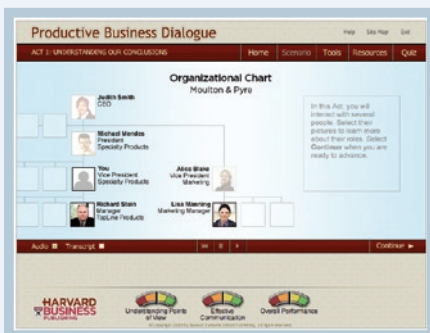 Productive Business Dialogue
Help Site Map Exit
ACT 1: UNDERSTANDING OUR CONCLUSIONS
Home Scenario Tools Resources Quiz
Organizational Chart
Moulton & Pyre
Judith Smith
CEO
Michael Mendes
President
Specialty Products
You
Vice President
Specialty Products
Alice Blake
Vice President
Marketing
Richard Stein
Manager
TopLine Products
Lisa Manning
Marketing Manager
In this Act, you will
interact with several
people. Select their
pictures to learn more
about their roles. Select
Continue when you are
ready to advance.
Audio Transcript
Continue
HARVARD
BUSINESS
PUBLISHING
Understanding Points
of View
Effective
Communication
Overall Performance